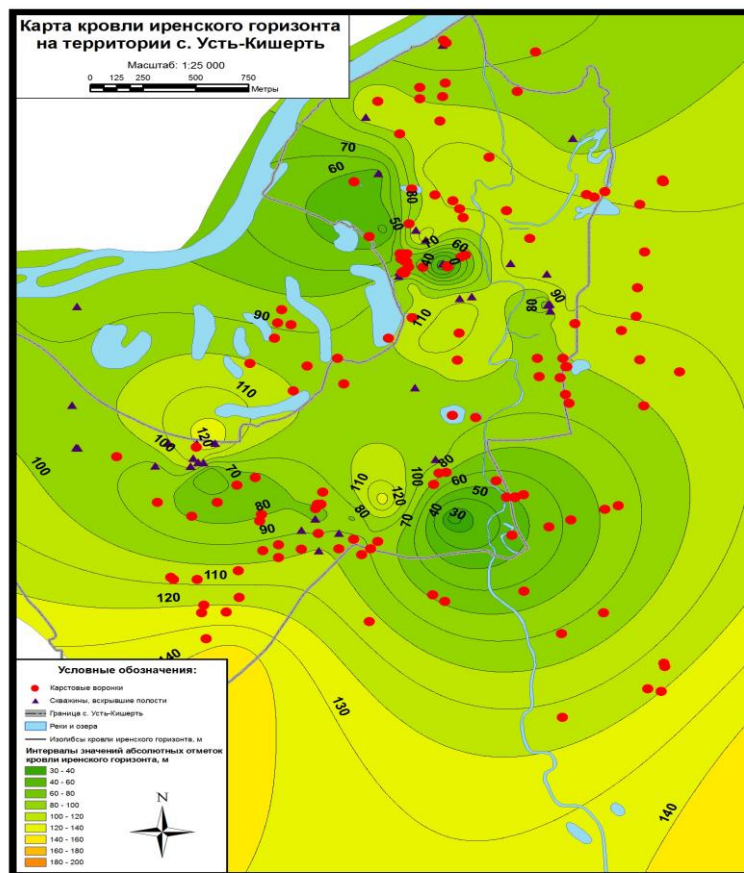 Карта кровли иренского горизонта
на территории с. Усть-Кишерть
Масштаб: 1:25 000
0 125 250 500 750
Метры
70
60
80
50
70
60
40
0
90
80
110
90
110
120
100
100
70
80
90
110
120
110
120
100
80
60
50
40
30
70
80
140
130
140
Условные обозначения:
Карстовые воронки
Скважины, вскрывшие полости
Граница с. Усть-Кишерть
Реки и озера
Изогибсы кровли иренского горизонта, м
Интервалы значений абсолютных отметок
кровли иренского горизонта, м
30 - 40
40 - 60
60 - 80
80 - 100
100 - 120
120 - 140
140 - 160
160 - 180
180 - 200
N